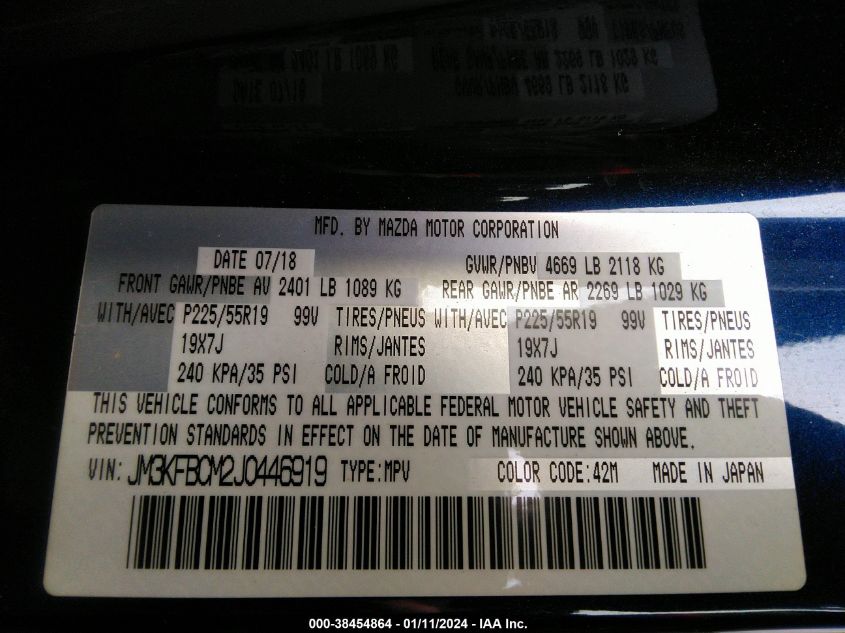 MFD. BY MAZDA MOTOR CORPORATION
DATE 07/18 GVWR/PNBV 4669 LB 2118 KG
FRONT GAWR/PNBE AV 2401 LB 1089 KG REAR GAWR/PNBE AR 2269 LB 1029 KG
WITH/AVEC P225/55R19 99V TIRES/PNEUS WITH/AVEC P225/55R19 99V TIRES/PNEUS
19X7J RIMS/JANTES 19X7J RIMS/JANTES
240 KPA/35 PSI COLD/A FROID 240 KPA/35 PSI COLD/A FROID
THIS VEHICLE CONFORMS TO ALL APPLICABLE FEDERAL MOTOR VEHICLE SAFETY AND THEFT
PREVENTION STANDARDS IN EFFECT ON THE DATE OF MANUFACTURE SHOWN ABOVE.
VIN: JM3KFBCM2J0446919 TYPE:MPV COLOR CODE:42M MADE IN JAPAN
000-38454864 - 01/11/2024 - IAA Inc.